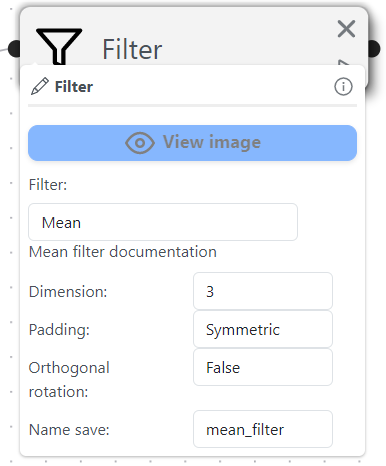 Filter
Filter
View image
Filter:
Mean
Mean filter documentation
Dimension: 3
Padding: Symmetric
Orthogonal rotation: False
Name save: mean_filter